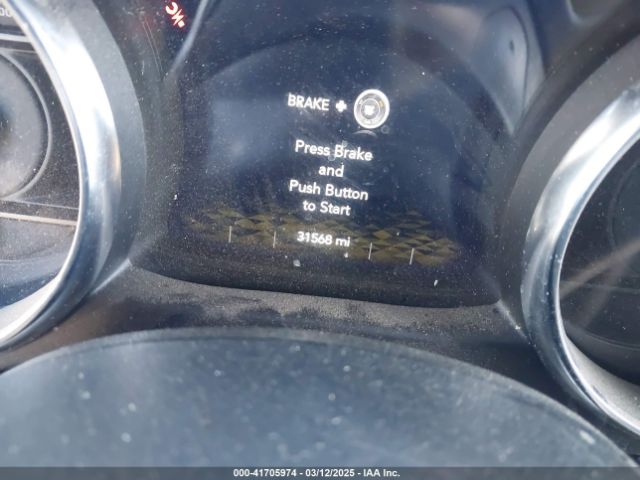 BRAKE +
Press Brake
and
Push Button
to Start
31568 mi
000-41705974 - 03/12/2025 - IAA Inc.